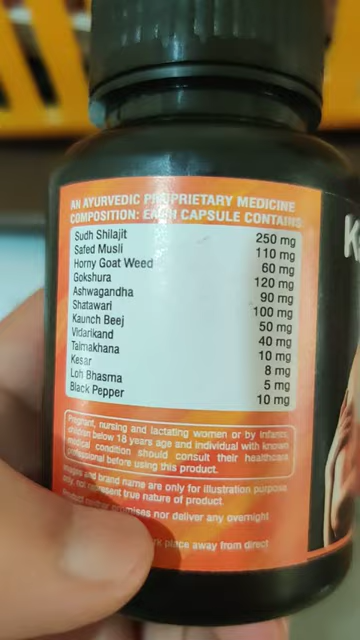 AN AYURVEDIC PROPRIETARY MEDICINE
COMPOSITION: EACH CAPSULE CONTAINS
Sudh Shilajit 250 mg
Safed Musli 110 mg
Horny Goat Weed 60 mg
Gokshura 120 mg
Ashwagandha 90 mg
Shatawari 100 mg
Kaunch Beej 50 mg
Vidarikand 40 mg
Talmakhana 10 mg
Kesar 8 mg
Loh Bhasma 5 mg
Black Pepper 10 mg
Pregnant, nursing and lactating women or by infants,
children below 18 years age and individual with known
medical condition should consult their healthcare
professional before using this product.
Images and brand name are only for illustration purpose
only, not represent true nature of product.
Product neither promises nor deliver any overnight
place away from direct
K